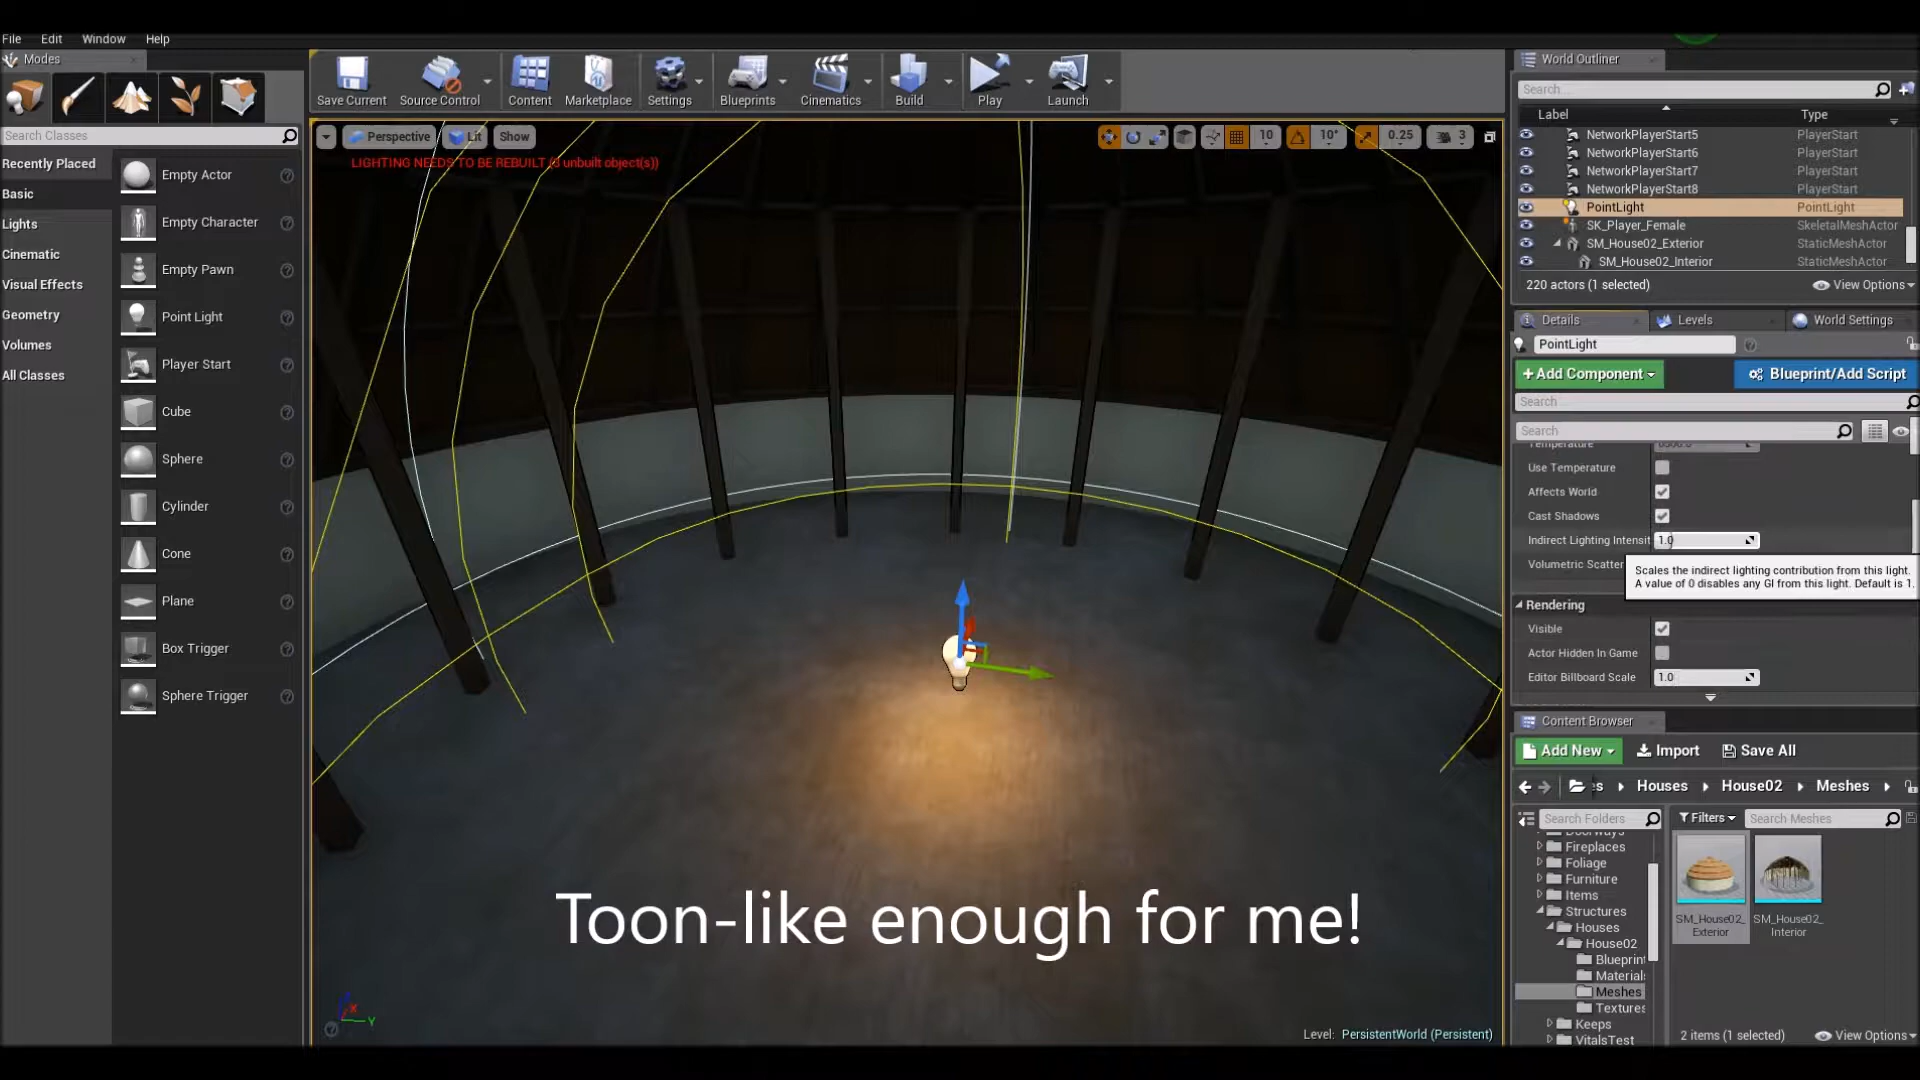 File Edit Window Help
Modes
Search Classes
Recently Placed
Basic
Lights
Cinematic
Visual Effects
Geometry
Volumes
All Classes
Empty Actor
Empty Character
Empty Pawn
Point Light
Player Start
Cube
Sphere
Cylinder
Cone
Plane
Box Trigger
Sphere Trigger
Save Current Source Control Content Marketplace Settings Blueprints Cinematics Build Play Launch
Perspective Lit Show 10 10° 0.25 3
LIGHTING NEEDS TO BE REBUILT (3 unbuilt object(s))
X
Y
Toon-like enough for me!
Level: PersistentWorld (Persistent)
World Outliner
Search...
Label Type
NetworkPlayerStart5 PlayerStart
NetworkPlayerStart6 PlayerStart
NetworkPlayerStart7 PlayerStart
NetworkPlayerStart8 PlayerStart
PointLight PointLight
SK_Player_Female SkeletalMeshActor
SM_House02_Exterior StaticMeshActor
SM_House02_Interior StaticMeshActor
220 actors (1 selected) View Options
Details Levels World Settings
PointLight
+Add Component Blueprint/Add Script
Search
Search
Temperature
Use Temperature
Affects World
Cast Shadows
Indirect Lighting Intensit 1.0
Volumetric Scatter
Scales the indirect lighting contribution from this light.
A value of 0 disables any GI from this light. Default is 1.
Rendering
Visible
Actor Hidden In Game
Editor Billboard Scale 1.0
Content Browser
Add New Import Save All
s Houses House02 Meshes
Search Folders Filters Search Meshes
Doorways
Fireplaces
Foliage
Furniture
Items
Structures
Houses
House02
Blueprint
Material
Meshes
Textures
Keeps
VitalsTest
SM_House02_
Exterior
SM_House02_
Interior
2 items (1 selected) View Options